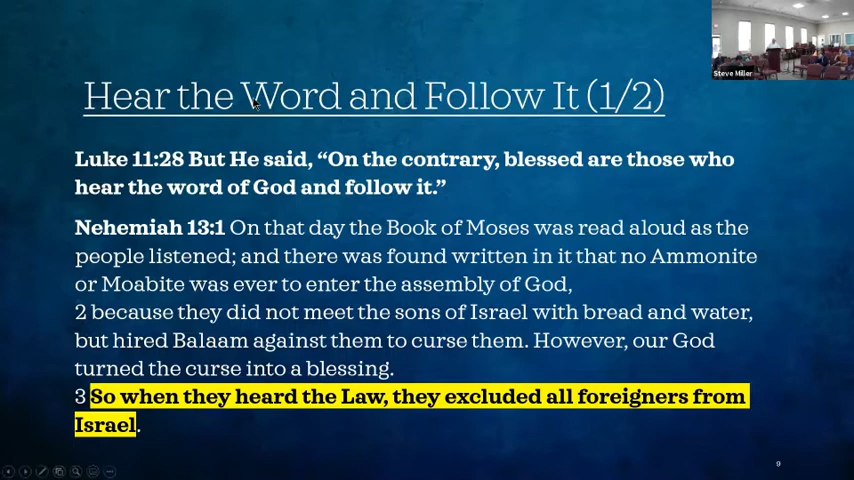 Steve Miller
Hear the Word and Follow It (1/2)
Luke 11:28 But He said, “On the contrary, blessed are those who
hear the word of God and follow it.”
Nehemiah 13:1 On that day the Book of Moses was read aloud as the
people listened; and there was found written in it that no Ammonite
or Moabite was ever to enter the assembly of God,
2 because they did not meet the sons of Israel with bread and water,
but hired Balaam against them to curse them. However, our God
turned the curse into a blessing.
3 So when they heard the Law, they excluded all foreigners from
Israel.
9